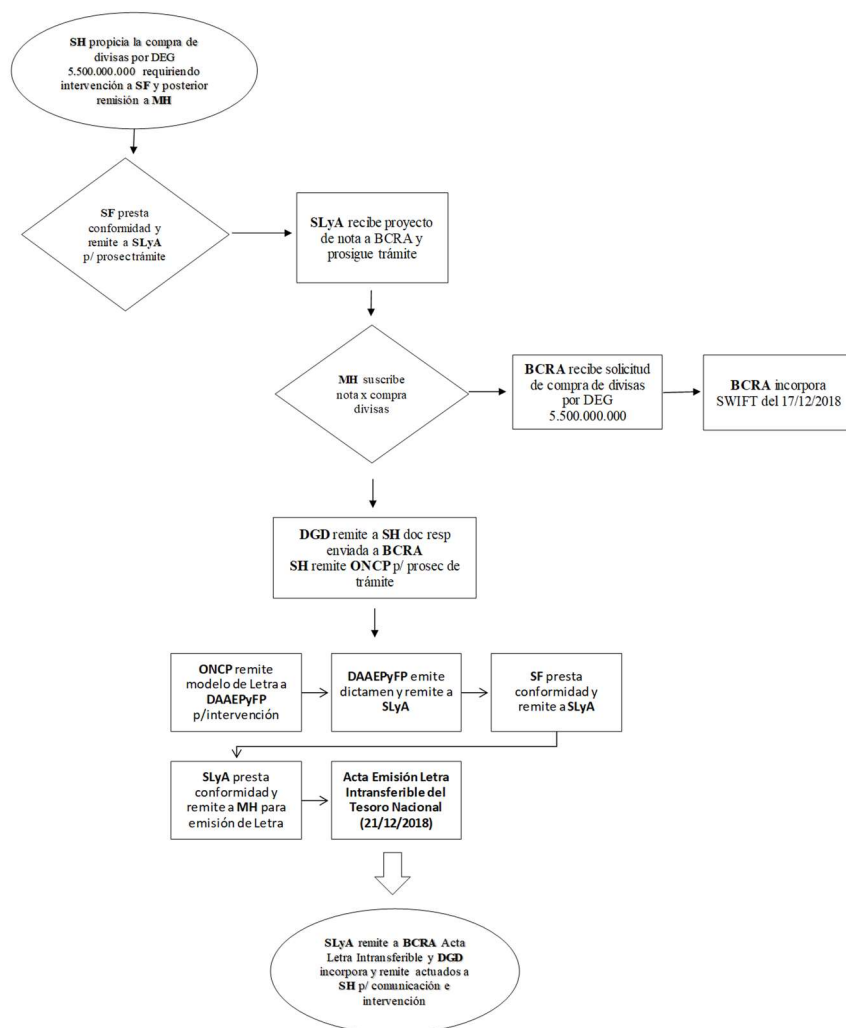 SH propicia la compra de
divisas por DEG
5.500.000.000 requiriendo
intervención a SF y posterior
remisión a MH
SF presta
conformidad y
remite a SLyA
p/ prosec trámite
SLyA recibe proyecto
de nota a BCRA y
prosigue trámite
MH suscribe
nota x compra
divisas
BCRA recibe solicitud
de compra de divisas
por DEG
5.500.000.000
BCRA incorpora
SWIFT del 17/12/2018
DGD remite a SH doc resp
enviada a BCRA
SH remite ONCP p/ prosec de
trámite
ONCP remite
modelo de Letra a
DAAEPyFP
p/intervención
DAAEPyFP emite
dictamen y remite a
SLyA
SF presta
conformidad y
remite a SLyA
SLyA presta
conformidad y
remite a MH para
emisión de Letra
Acta Emisión Letra
Intransferible del
Tesoro Nacional
(21/12/2018)
SLyA remite a BCRA Acta
Letra Intransferible y DGD
incorpora y remite actuados a
SH p/ comunicación e
intervención